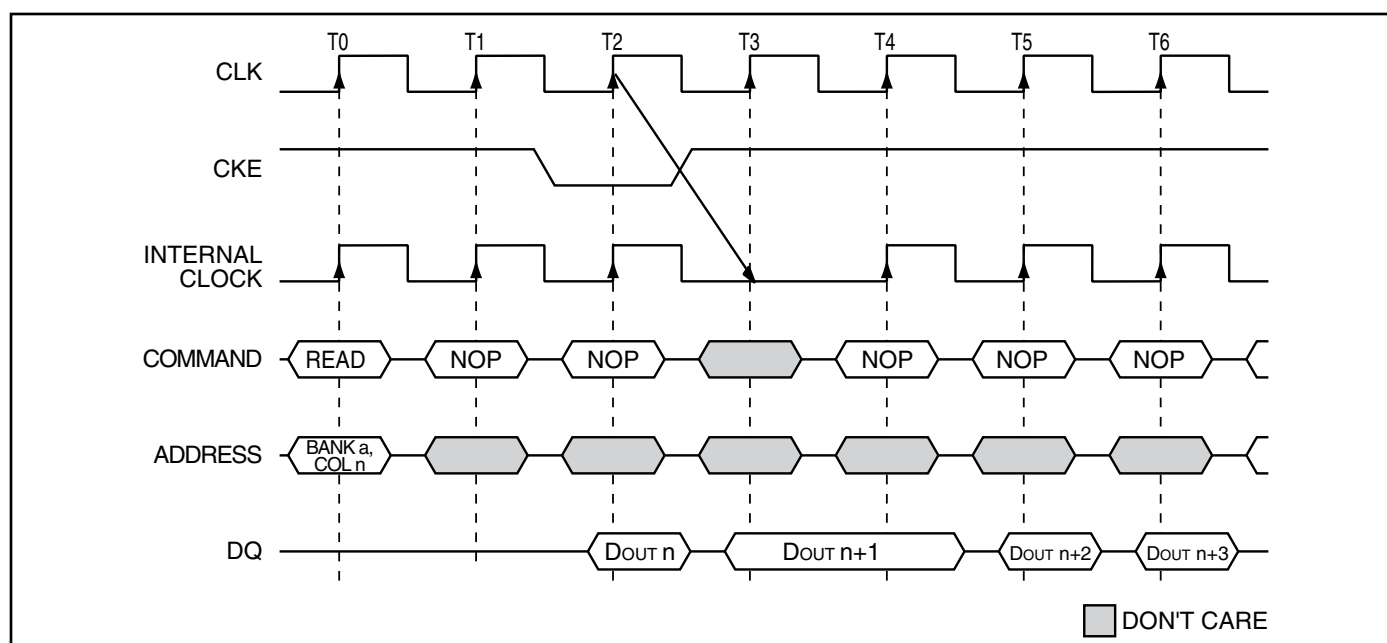 T0 T1 T2 T3 T4 T5 T6
CLK
CKE
INTERNAL
CLOCK
COMMAND READ NOP NOP NOP NOP NOP
ADDRESS BANK a,
COL n
DQ DOUT n DOUT n+1 DOUT n+2 DOUT n+3
DON'T CARE